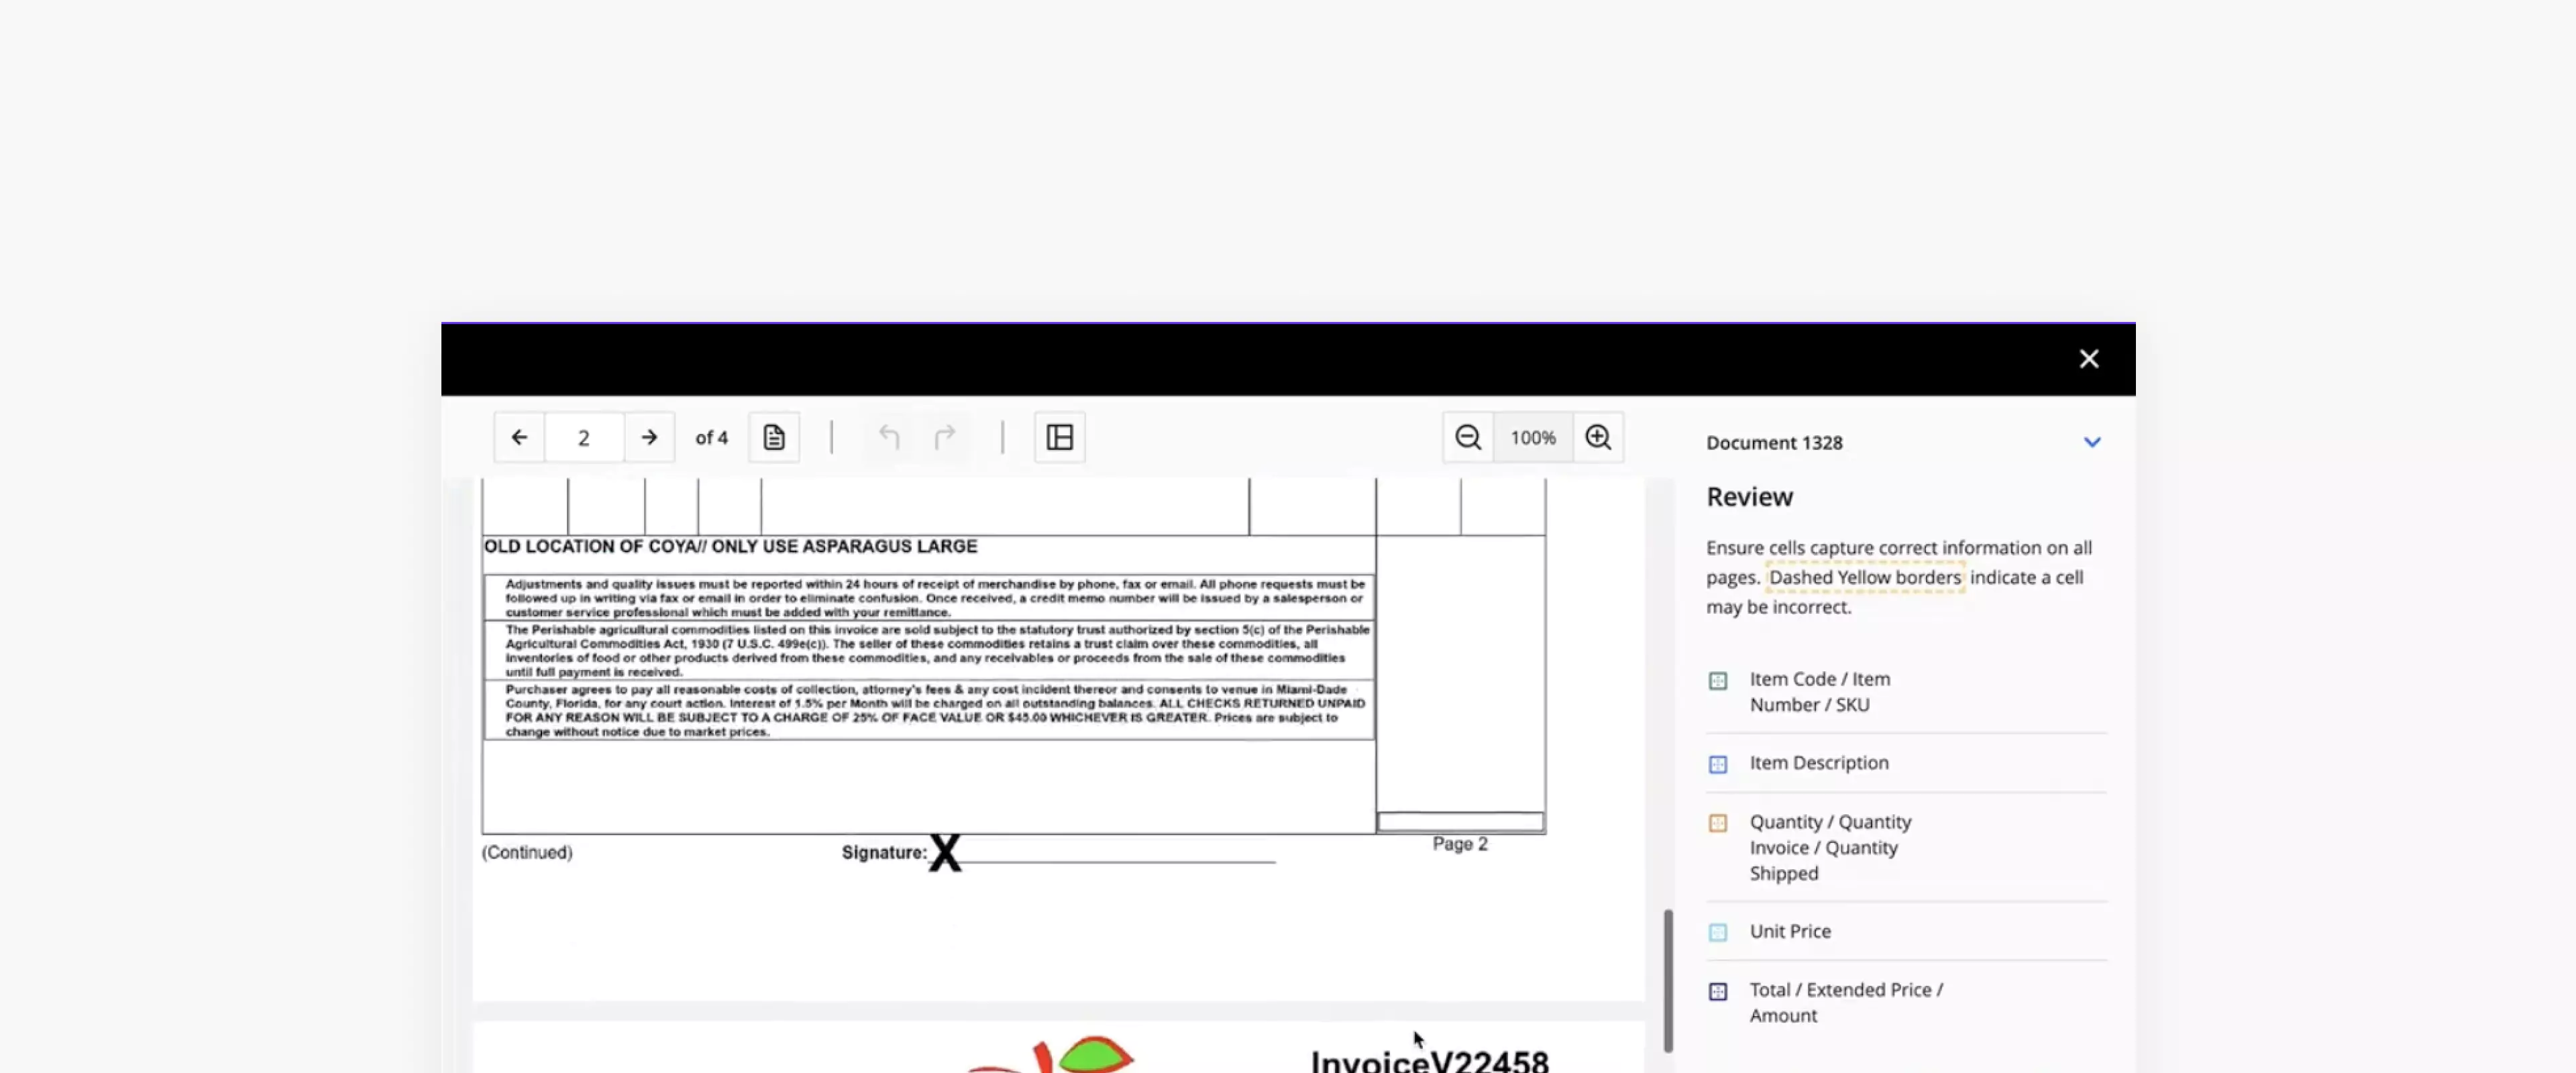 2
of 4
100%
OLD LOCATION OF COYA// ONLY USE ASPARAGUS LARGE
Adjustments and quality issues must be reported within 24 hours of receipt of merchandise by phone, fax or email. All phone requests must be
followed up in writing via fax or email in order to eliminate confusion. Once received, a credit memo number will be issued by a salesperson or
customer service professional which must be added with your remittance.
The Perishable agricultural commodities listed on this invoice are sold subject to the statutory trust authorized by section 5(c) of the Perishable
Agricultural Commodities Act, 1930 (7 U.S.C. 499e(c)). The seller of these commodities retains a trust claim over these commodities, all
inventories of food or other products derived from these commodities, and any receivables or proceeds from the sale of these commodities
until full payment is received.
Purchaser agrees to pay all reasonable costs of collection, attorney's fees & any cost incident thereor and consents to venue in Miami-Dade
County, Florida, for any court action. Interest of 1.5% per Month will be charged on all outstanding balances. ALL CHECKS RETURNED UNPAID
FOR ANY REASON WILL BE SUBJECT TO A CHARGE OF 25% OF FACE VALUE OR $45.00 WHICHEVER IS GREATER. Prices are subject to
change without notice due to market prices.
(Continued)
Signature: X
Page 2
InvoiceV22458
Document 1328
Review
Ensure cells capture correct information on all
pages. Dashed Yellow borders indicate a cell
may be incorrect.
Item Code / Item
Number / SKU
Item Description
Quantity / Quantity
Invoice / Quantity
Shipped
Unit Price
Total / Extended Price /
Amount